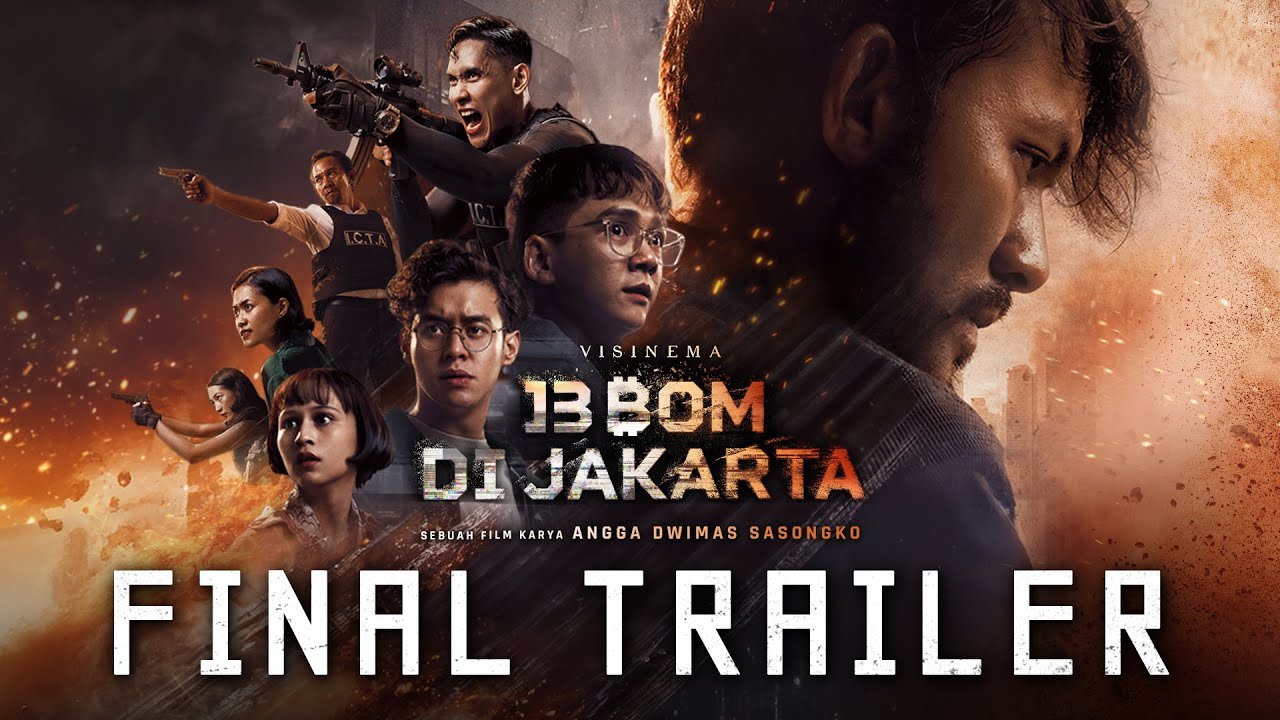 I.C.T.A
I.C.T
VISINEMA
13 BOM
DI JAKARTA
SEBUAH FILM KARYA ANGGA DWIMAS SASONGKO
FINAL TRAILER